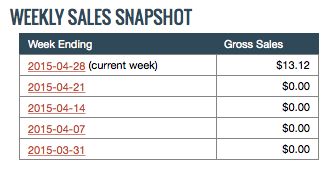 WEEKLY SALES SNAPSHOT
Week Ending Gross Sales
2015-04-28 (current week) $13.12
2015-04-21 $0.00
2015-04-14 $0.00
2015-04-07 $0.00
2015-03-31 $0.00